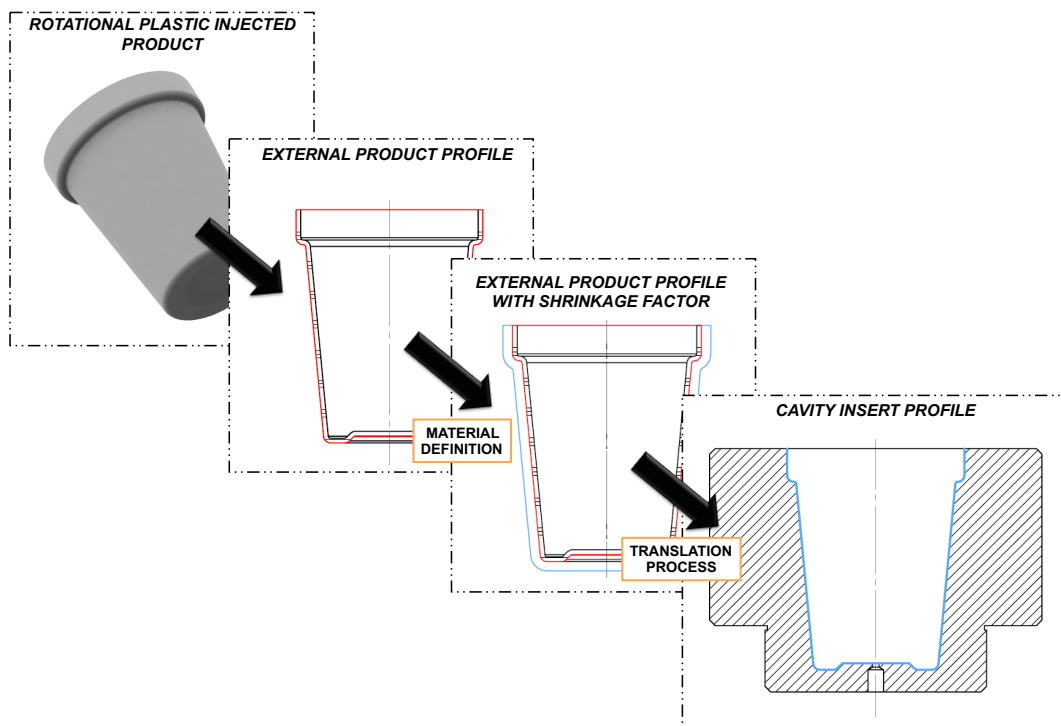 ROTATIONAL PLASTIC INJECTED
PRODUCT
EXTERNAL PRODUCT PROFILE
EXTERNAL PRODUCT PROFILE
WITH SHRINKAGE FACTOR
MATERIAL
DEFINITION
CAVITY INSERT PROFILE
TRANSLATION
PROCESS